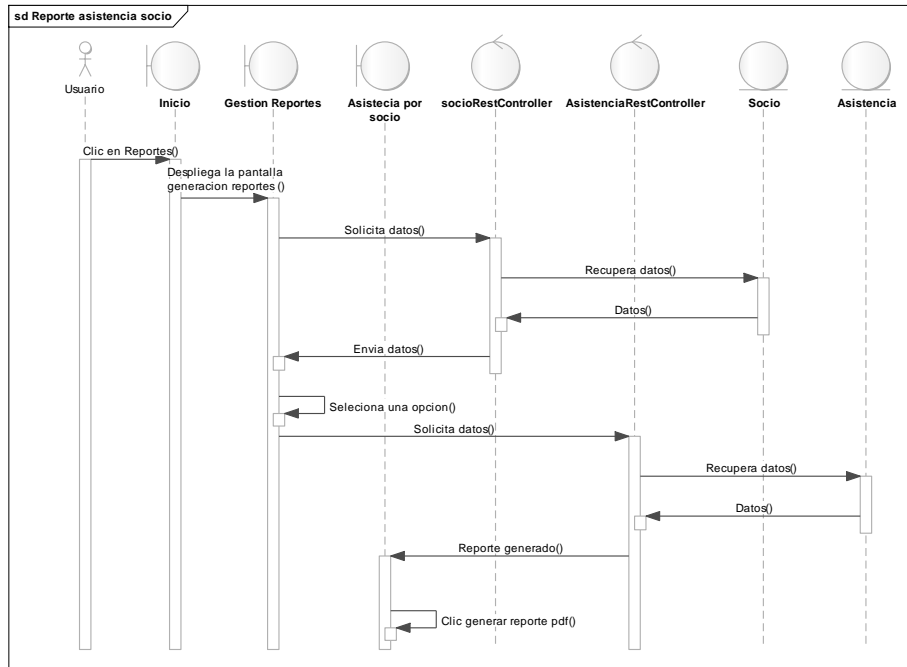 sd Reporte asistencia socio
Usuario
Inicio
Gestion Reportes
Asistecia por
socio
socioRestController
AsistenciaRestController
Socio
Asistencia
Clic en Reportes()
Despliega la pantalla
generacion reportes ()
Solicita datos()
Recupera datos()
Datos()
Envia datos()
Seleciona una opcion()
Solicita datos()
Recupera datos()
Datos()
Reporte generado()
Clic generar reporte pdf()